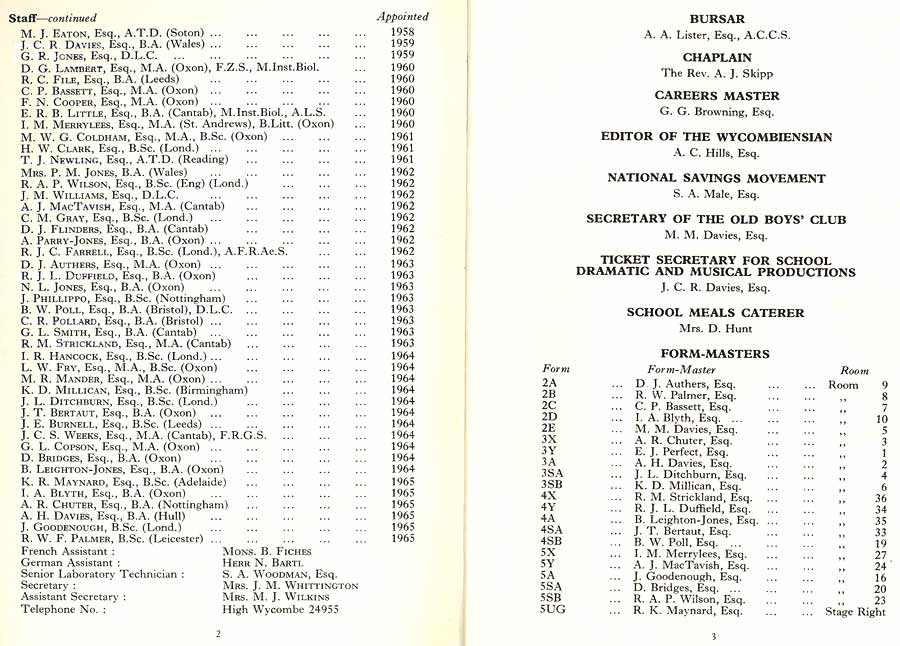 Staff—continued Appointed
M. J. EATON, Esq., A.T.D. (Soton) ... ... ... ... ... 1958
J. C. R. DAVIES, Esq., B.A. (Wales) ... ... ... ... ... 1959
G. R. JONES, Esq., D.L.C. ... ... ... ... ... 1959
D. G. LAMBERT, Esq., M.A. (Oxon), F.Z.S., M.Inst.Biol. ... 1960
R. C. FILE, Esq., B.A. (Leeds) ... ... ... ... ... 1960
C. P. BASSETT, Esq., M.A. (Oxon) ... ... ... ... ... 1960
F. N. COOPER, Esq., M.A. (Oxon) ... ... ... ... ... 1960
E. R. B. LITTLE, Esq., B.A. (Cantab), M.Inst.Biol., A.L.S. ... 1960
I. M. MERRYLEES, Esq., M.A. (St. Andrews), B.Litt. (Oxon) ... 1960
M. W. G. COLDHAM, Esq., M.A., B.Sc. (Oxon) ... ... ... 1961
H. W. CLARK, Esq., B.Sc. (Lond.) ... ... ... ... ... 1961
T. J. NEWLING, Esq., A.T.D. (Reading) ... ... ... ... 1961
MRS. P. M. JONES, B.A. (Wales) ... ... ... ... ... 1962
R. A. P. WILSON, Esq., B.Sc. (Eng) (Lond.) ... ... ... 1962
J. M. WILLIAMS, Esq., D.L.C. ... ... ... ... ... 1962
A. J. MACTAVISH, Esq., M.A. (Cantab) ... ... ... ... 1962
C. M. GRAY, Esq., B.Sc. (Lond.) ... ... ... ... ... 1962
D. J. FLINDERS, Esq., B.A. (Cantab) ... ... ... ... 1962
A. PARRY-JONES, Esq., B.A. (Oxon) ... ... ... ... ... 1962
R. J. C. FARRELL, Esq., B.Sc. (Lond.), A.F.R.Ae.S. ... ... 1962
D. J. AUTHERS, Esq., M.A. (Oxon) ... ... ... ... ... 1963
R. J. L. DUFFIELD, Esq., B.A. (Oxon) ... ... ... ... 1963
N. L. JONES, Esq., B.A. (Oxon) ... ... ... ... ... 1963
J. PHILLIPPO, Esq., B.Sc. (Nottingham) ... ... ... ... 1963
B. W. POLL, Esq., B.A. (Bristol), D.L.C. ... ... ... ... 1963
C. R. POLLARD, Esq., B.A. (Bristol) ... ... ... ... ... 1963
G. L. SMITH, Esq., B.A. (Cantab) ... ... ... ... ... 1963
R. M. STRICKLAND, Esq., M.A. (Cantab) ... ... ... ... 1963
I. R. HANCOCK, Esq., B.Sc. (Lond.) ... ... ... ... ... 1964
L. W. FRY, Esq., M.A., B.Sc. (Oxon) ... ... ... ... 1964
M. R. MANDER, Esq., M.A. (Oxon) ... ... ... ... ... 1964
K. D. MILLICAN, Esq., B.Sc. (Birmingham) ... ... ... 1964
J. L. DITCHBURN, Esq., B.Sc. (Lond.) ... ... ... ... 1964
J. T. BERTAUT, Esq., B.A. (Oxon) ... ... ... ... 1964
J. E. BURNELL, Esq., B.Sc. (Leeds) ... ... ... ... ... 1964
J. C. S. WEEKS, Esq., M.A. (Cantab), F.R.G.S. ... ... ... 1964
G. L. COPSON, Esq., M.A. (Oxon) ... ... ... ... ... 1964
D. BRIDGES, Esq., B.A. (Oxon) ... ... ... ... ... 1964
B. LEIGHTON-JONES, Esq., B.A. (Oxon) ... ... ... ... 1964
K. R. MAYNARD, Esq., B.Sc. (Adelaide) ... ... ... ... 1965
I. A. BLYTH, Esq., B.A. (Oxon) ... ... ... ... ... 1965
A. R. CHUTER, Esq., B.A. (Nottingham) ... ... ... ... 1965
A. H. DAVIES, Esq., B.A. (Hull) ... ... ... ... ... 1965
J. GOODENOUGH, B.Sc. (Lond.) ... ... ... ... ... 1965
R. W. F. PALMER, Esq., B.Sc. (Leicester) ... ... ... ... ... 1965
French Assistant : MONS. B. FICHES
German Assistant : HERR N. BARTL
Senior Laboratory Technician : S. A. WOODMAN, Esq.
Secretary : MRS. J. M. WHITTINGTON
Assistant Secretary : MRS. M. J. WILKINS
Telephone No. : High Wycombe 24955
2
BURSAR
A. A. Lister, Esq., A.C.C.S.
CHAPLAIN
The Rev. A. J. Skipp
CAREERS MASTER
G. G. Browning, Esq.
EDITOR OF THE WYCOMBIENSIAN
A. C. Hills, Esq.
NATIONAL SAVINGS MOVEMENT
S. A. Male, Esq.
SECRETARY OF THE OLD BOYS' CLUB
M. M. Davies, Esq.
TICKET SECRETARY FOR SCHOOL
DRAMATIC AND MUSICAL PRODUCTIONS
J. C. R. Davies, Esq.
SCHOOL MEALS CATERER
Mrs. D. Hunt
FORM-MASTERS
Form Form-Master Room
2A ... D. J. Authers, Esq. ... ... Room 9
2B ... R. W. Palmer, Esq. ... ... ,, 8
2C ... C. P. Bassett, Esq. ... ... ,, 7
2D ... I. A. Blyth, Esq. ... ... ... ,, 10
2E ... M. M. Davies, Esq. ... ... ,, 5
3X ... A. R. Chuter, Esq. ... ... ,, 3
3Y ... E. J. Perfect, Esq. ... ... ,, 1
3A ... A. H. Davies, Esq. ... ... ,, 2
3SA ... J. L. Ditchburn, Esq. ... ... ,, 4
3SB ... K. D. Millican, Esq. ... ... ,, 6
4X ... R. M. Strickland, Esq. ... ... ,, 36
4Y ... R. J. L. Duffield, Esq. ... ... ,, 34
4A ... B. Leighton-Jones, Esq. ... ... ,, 35
4SA ... J. T. Bertaut, Esq. ... ... ,, 33
4SB ... B. W. Poll, Esq. ... ... ... ,, 19
5X ... I. M. Merrylees, Esq. ... ... ,, 27
5Y ... A. J. MacTavish, Esq. ... ... ,, 24
5A ... J. Goodenough, Esq. ... ... ,, 16
5SA ... D. Bridges, Esq. ... ... ... ,, 20
5SB ... R. A. P. Wilson, Esq. ... ... ,, 23
5UG ... R. K. Maynard, Esq. ... ... Stage Right
3